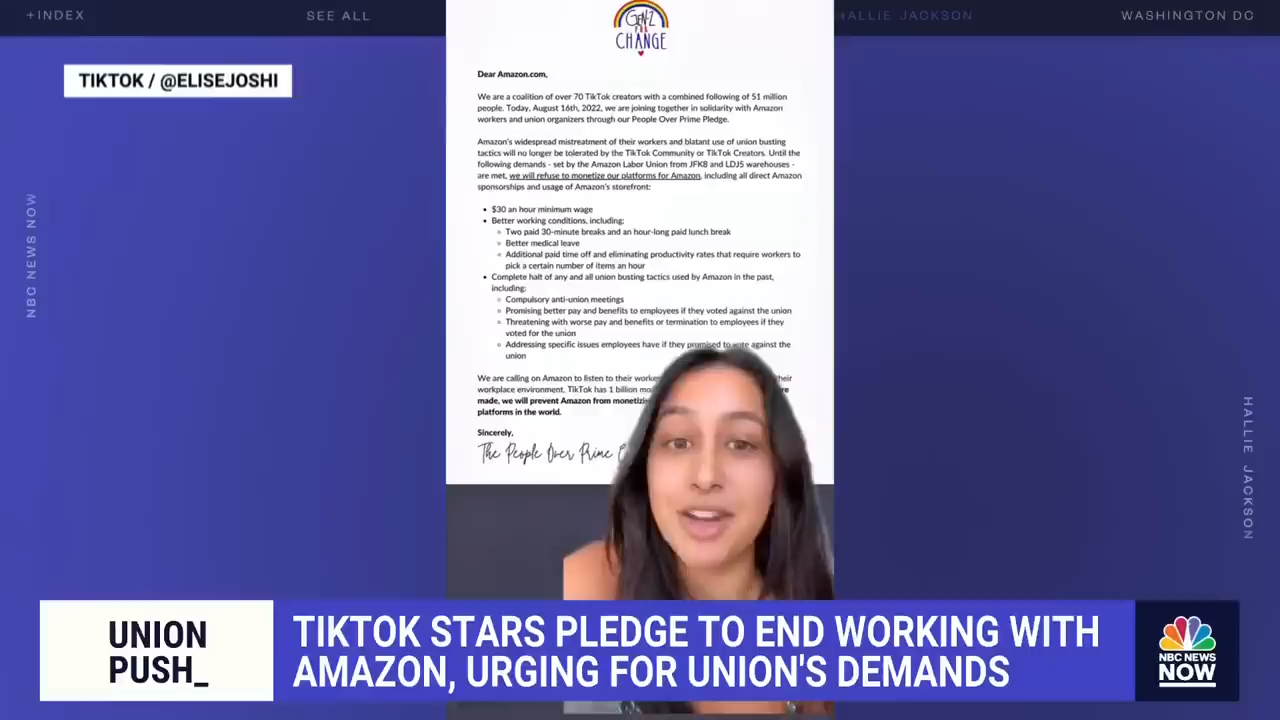 +INDEX
SEE ALL
HALLIE JACKSON
WASHINGTON DC
TIKTOK / @ELISEJOSHI
NBC NEWS NOW
GEN-Z
FOR
CHANGE
Dear Amazon.com,
We are a coalition of over 70 TikTok creators with a combined following of 51 million
people. Today, August 16th, 2022, we are joining together in solidarity with Amazon
workers and union organizers through our People Over Prime Pledge.
Amazon's widespread mistreatment of their workers and blatant use of union busting
tactics will no longer be tolerated by the TikTok Community or TikTok Creators. Until the
following demands - set by the Amazon Labor Union from JFK8 and LDJ5 warehouses -
are met, we will refuse to monetize our platforms for Amazon, including all direct Amazon
sponsorships and usage of Amazon's storefront:
• $30 an hour minimum wage
• Better working conditions, including:
○ Two paid 30-minute breaks and an hour-long paid lunch break
○ Better medical leave
○ Additional paid time off and eliminating productivity rates that require workers to
pick a certain number of items an hour
• Complete halt of any and all union busting tactics used by Amazon in the past,
including:
○ Compulsory anti-union meetings
○ Promising better pay and benefits to employees if they voted against the union
○ Threatening with worse pay and benefits or termination to employees if they
voted for the union
○ Addressing specific issues employees have if they promised to vote against the
union
We are calling on Amazon to listen to their their
workplace environment. TikTok has 1 billion
made, we will prevent Amazon from
platforms in the world.
Sincerely,
The People Over Prime
HALLIE JACKSON
UNION
PUSH_
TIKTOK STARS PLEDGE TO END WORKING WITH
AMAZON, URGING FOR UNION'S DEMANDS
NBC NEWS
NOW